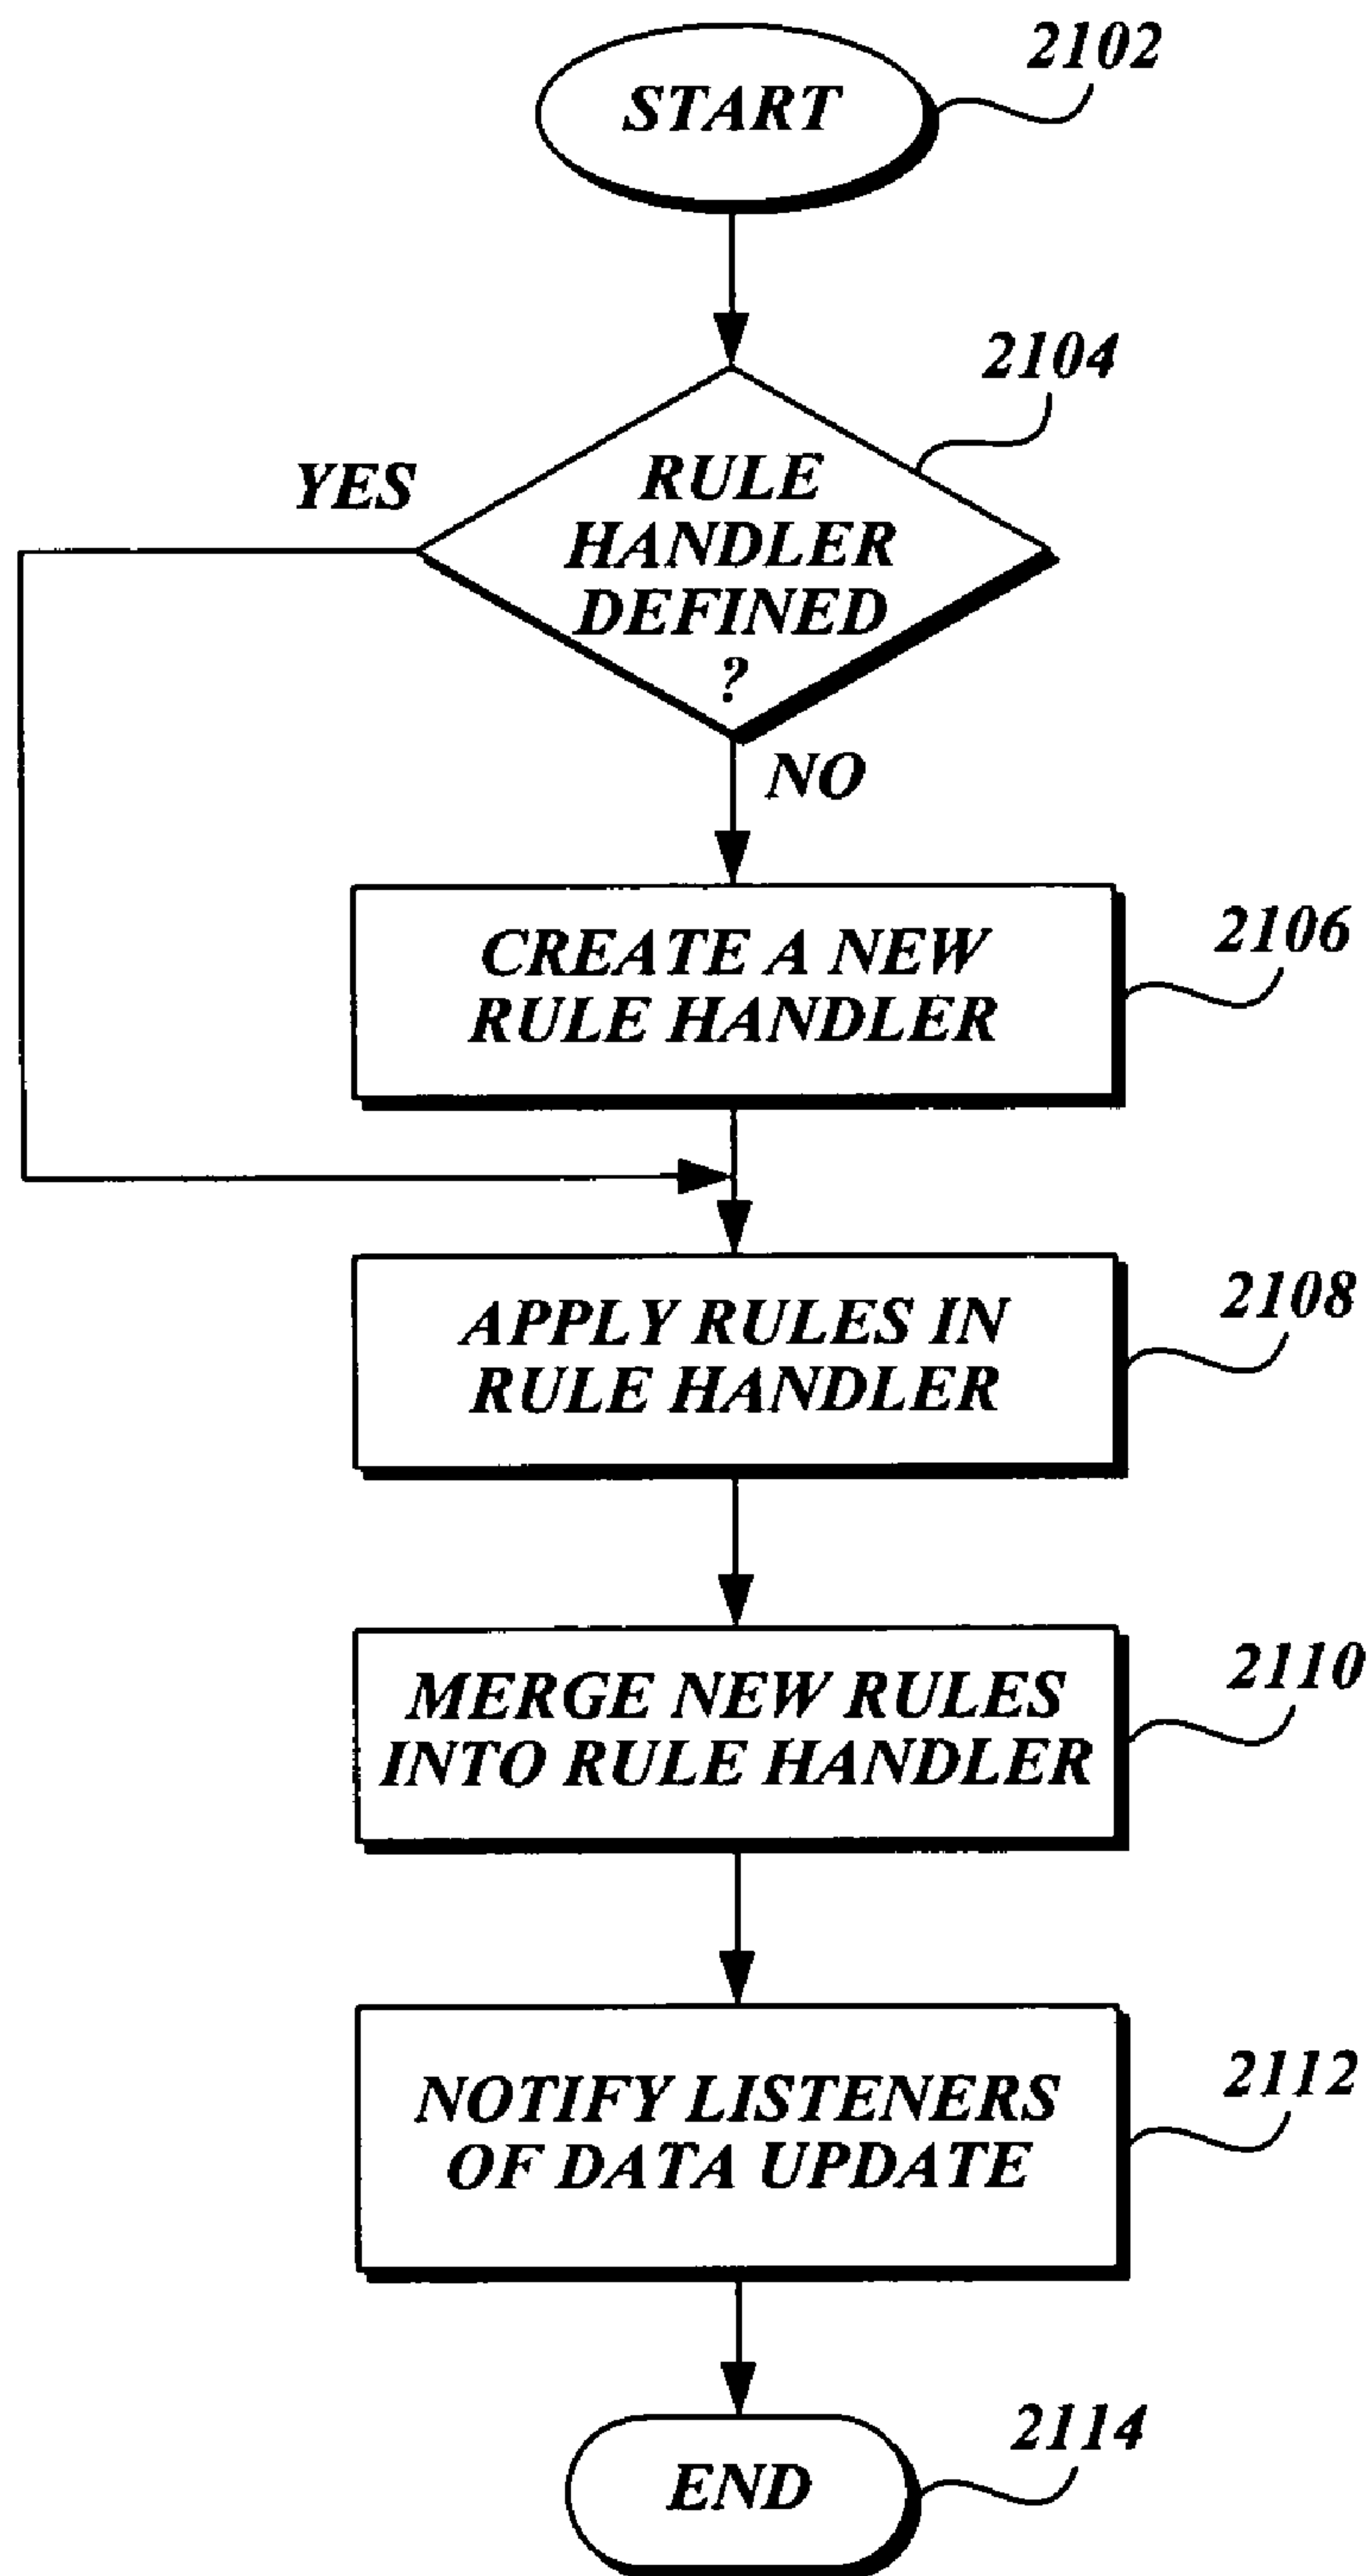 START
2102
2104
YES
RULE
HANDLER
DEFINED
?
NO
CREATE A NEW
RULE HANDLER
2106
APPLY RULES IN
RULE HANDLER
2108
MERGE NEW RULES
INTO RULE HANDLER
2110
NOTIFY LISTENERS
OF DATA UPDATE
2112
END
2114